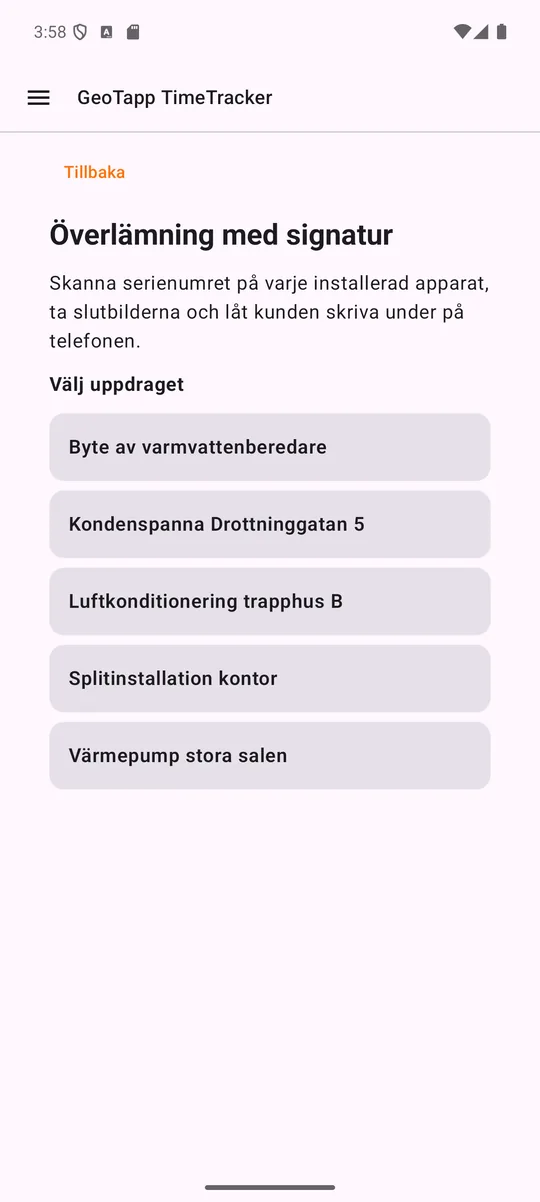 3:58
GeoTapp TimeTracker
Tillbaka
Överlämning med signatur
Skanna serienumret på varje installerad apparat,
ta slutbilderna och låt kunden skriva under på
telefonen.
Välj uppdraget
Byte av varmvattenberedare
Kondenspanna Drottninggatan 5
Luftkonditionering trapphus B
Splitinstallation kontor
Värmepump stora salen